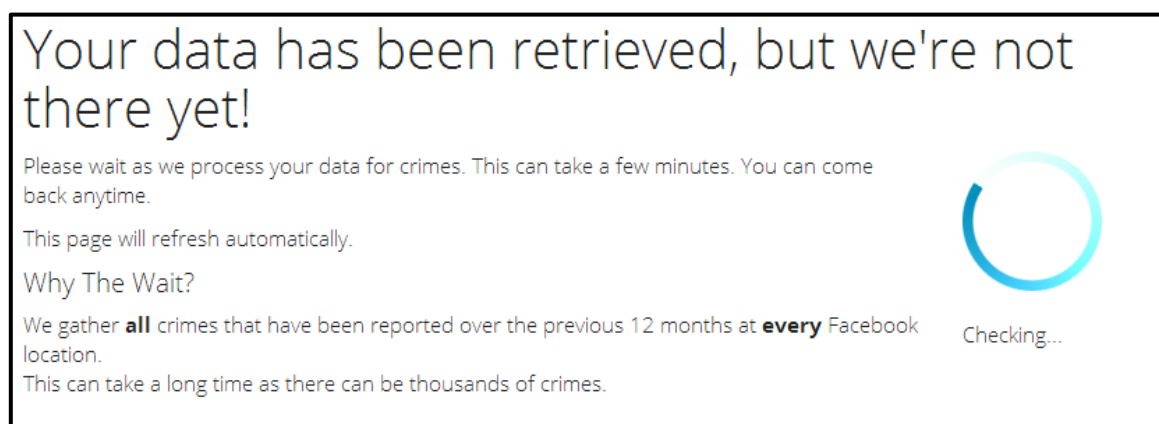 Your data has been retrieved, but we're not
there yet!
Please wait as we process your data for crimes. This can take a few minutes. You can come
back anytime.
This page will refresh automatically.
Why The Wait?
We gather all crimes that have been reported over the previous 12 months at every Facebook
location.
This can take a long time as there can be thousands of crimes.
Checking...